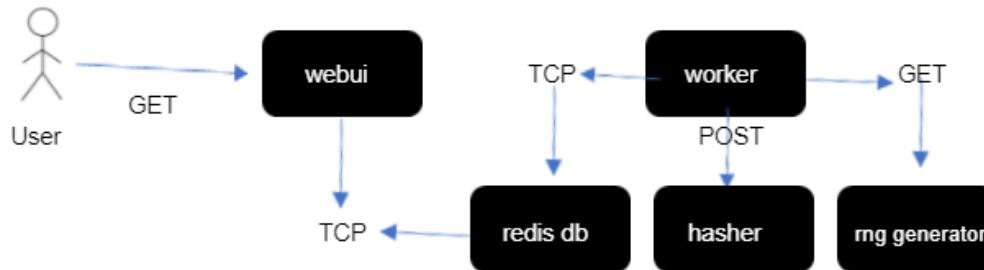 webui
TCP
worker
GET
GET
User
POST
TCP
redis db
hasher
rng generator